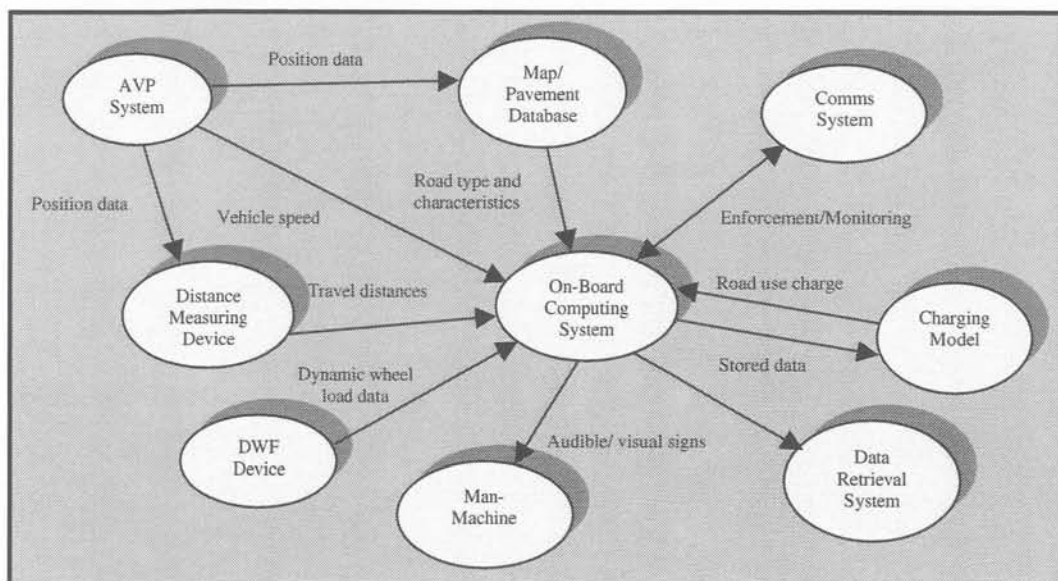 Position data
AVP
System
Map/
Pavement
Database
Comms
System
Road type and
characteristics
Position data
Vehicle speed
Enforcement/Monitoring
Distance
Measuring
Device
Travel distances
On-Board
Computing
System
Road use charge
Charging
Model
Stored data
Dynamic wheel
load data
DWF
Device
Audible/ visual signs
Man-
Machine
Data
Retrieval
System